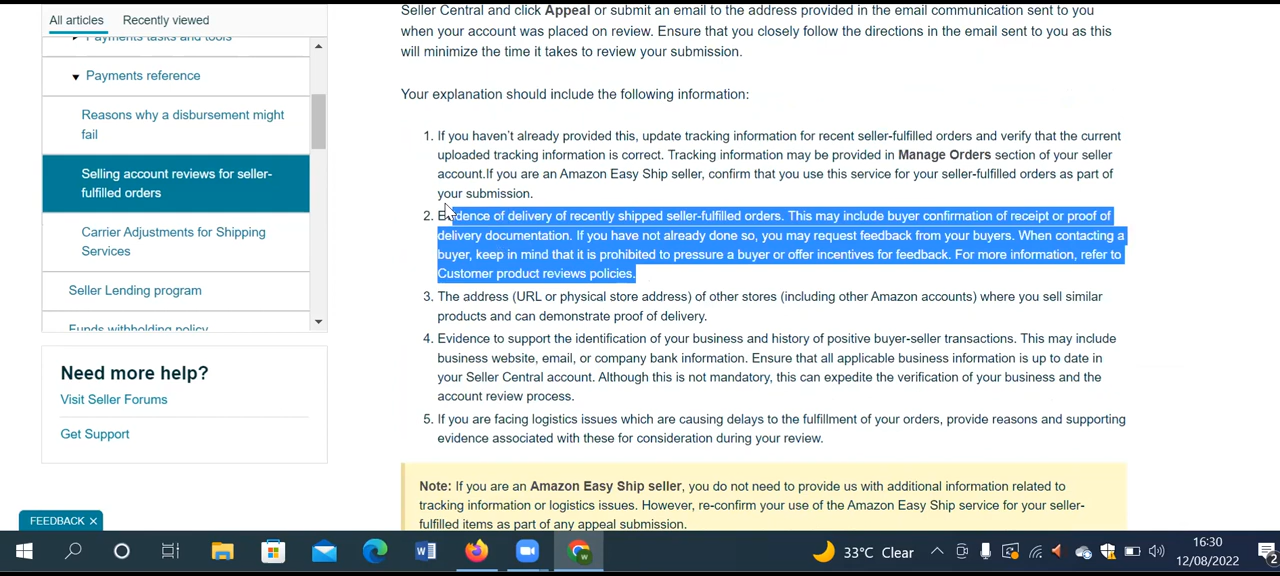 All articles
Recently viewed
Payments tasks and tools
Payments reference
Reasons why a disbursement might
fail
Selling account reviews for seller-
fulfilled orders
Carrier Adjustments for Shipping
Services
Seller Lending program
Funds withholding policy
Need more help?
Visit Seller Forums
Get Support
FEEDBACK ×
Seller Central and click Appeal or submit an email to the address provided in the email communication sent to you
when your account was placed on review. Ensure that you closely follow the directions in the email sent to you as this
will minimize the time it takes to review your submission.
Your explanation should include the following information:
1. If you haven't already provided this, update tracking information for recent seller-fulfilled orders and verify that the current
uploaded tracking information is correct. Tracking information may be provided in Manage Orders section of your seller
account.If you are an Amazon Easy Ship seller, confirm that you use this service for your seller-fulfilled orders as part of
your submission.
2. Evidence of delivery of recently shipped seller-fulfilled orders. This may include buyer confirmation of receipt or proof of
delivery documentation. If you have not already done so, you may request feedback from your buyers. When contacting a
buyer, keep in mind that it is prohibited to pressure a buyer or offer incentives for feedback. For more information, refer to
Customer product reviews policies.
3. The address (URL or physical store address) of other stores (including other Amazon accounts) where you sell similar
products and can demonstrate proof of delivery.
4. Evidence to support the identification of your business and history of positive buyer-seller transactions. This may include
business website, email, or company bank information. Ensure that all applicable business information is up to date in
your Seller Central account. Although this is not mandatory, this can expedite the verification of your business and the
account review process.
5. If you are facing logistics issues which are causing delays to the fulfillment of your orders, provide reasons and supporting
evidence associated with these for consideration during your review.
Note: If you are an Amazon Easy Ship seller, you do not need to provide us with additional information related to
tracking information or logistics issues. However, re-confirm your use of the Amazon Easy Ship service for your seller-
fulfilled items as part of any appeal submission.
33°C Clear
16:30
12/08/2022
2